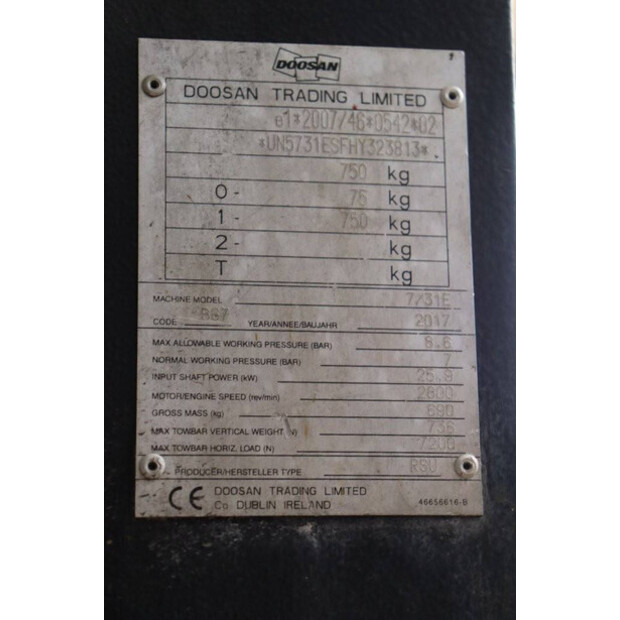 DOOSAN
DOOSAN TRADING LIMITED
e1*2007/46*0542*02
*UN5731ESFHY323813*
750 kg
0 - 75 kg
1 - 750 kg
2 - kg
T kg
MACHINE MODEL 7/31E
CODE YEAR/ANNEE/BAUJAHR 2017
MAX ALLOWABLE WORKING PRESSURE (BAR) 8.6
NORMAL WORKING PRESSURE (BAR) 7
INPUT SHAFT POWER (kW) 25.9
MOTOR/ENGINE SPEED (rev/min)
GROSS MASS (kg) 690
MAX TOWBAR VERTICAL WEIGHT 736
MAX TOWBAR HORIZ. LOAD (N) 7200
PRODUCER/HERSTELLER TYPE RSU
CE DOOSAN TRADING LIMITED
Co DUBLIN IRELAND 46656616-B